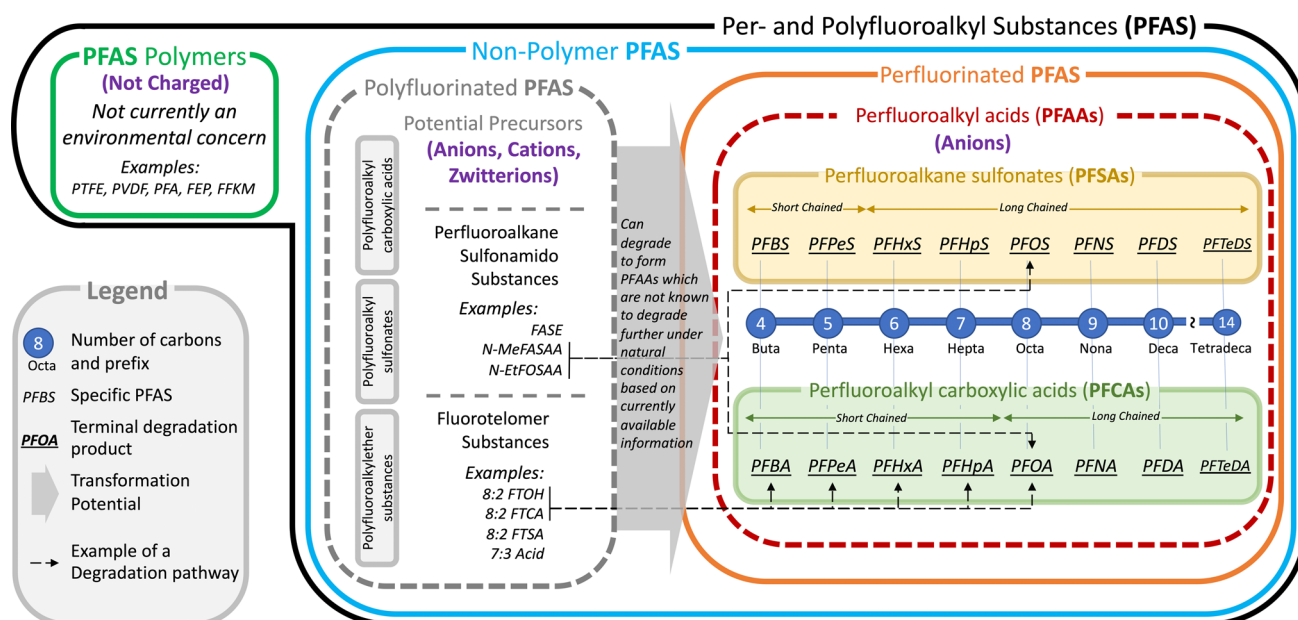 Per- and Polyfluoroalkyl Substances (PFAS)
PFAS Polymers
(Not Charged)
Not currently an
environmental concern
Examples:
PTFE, PVDF, PFA, FEP, FFKM
Legend
8
Octa
Number of carbons
and prefix
PFBS
Specific PFAS
PFOA
Terminal degradation
product
Transformation
Potential
Example of a
Degradation pathway
Non-Polymer PFAS
Polyfluorinated PFAS
Potential Precursors
(Anions, Cations,
Zwitterions)
Polyfluoroalkyl
carboxylic acids
Polyfluoroalkyl
sulfonates
Polyfluoroalkylether
substances
Perfluoroalkane
Sulfonamido
Substances
Examples:
FASE
N-MeFASAA
N-EtFOSAA
Fluorotelomer
Substances
Examples:
8:2 FTOH
8:2 FTCA
8:2 FTSA
7:3 Acid
Can
degrade
to form
PFAAs which
are not known
to degrade
further under
natural
conditions
based on
currently
available
information
Perfluorinated PFAS
Perfluoroalkyl acids (PFAAs)
(Anions)
Perfluoroalkane sulfonates (PFSAs)
Short Chained Long Chained
PFBS PFPeS PFHxS PFHpS PFOS PFNS PFDS PFTeDS
4 5 6 7 8 9 10 ~ 14
Buta Penta Hexa Hepta Octa Nona Deca Tetradeca
Perfluoroalkyl carboxylic acids (PFCAs)
Short Chained Long Chained
PFBA PFPeA PFHxA PFHpA PFOA PFNA PFDA PFTeDA